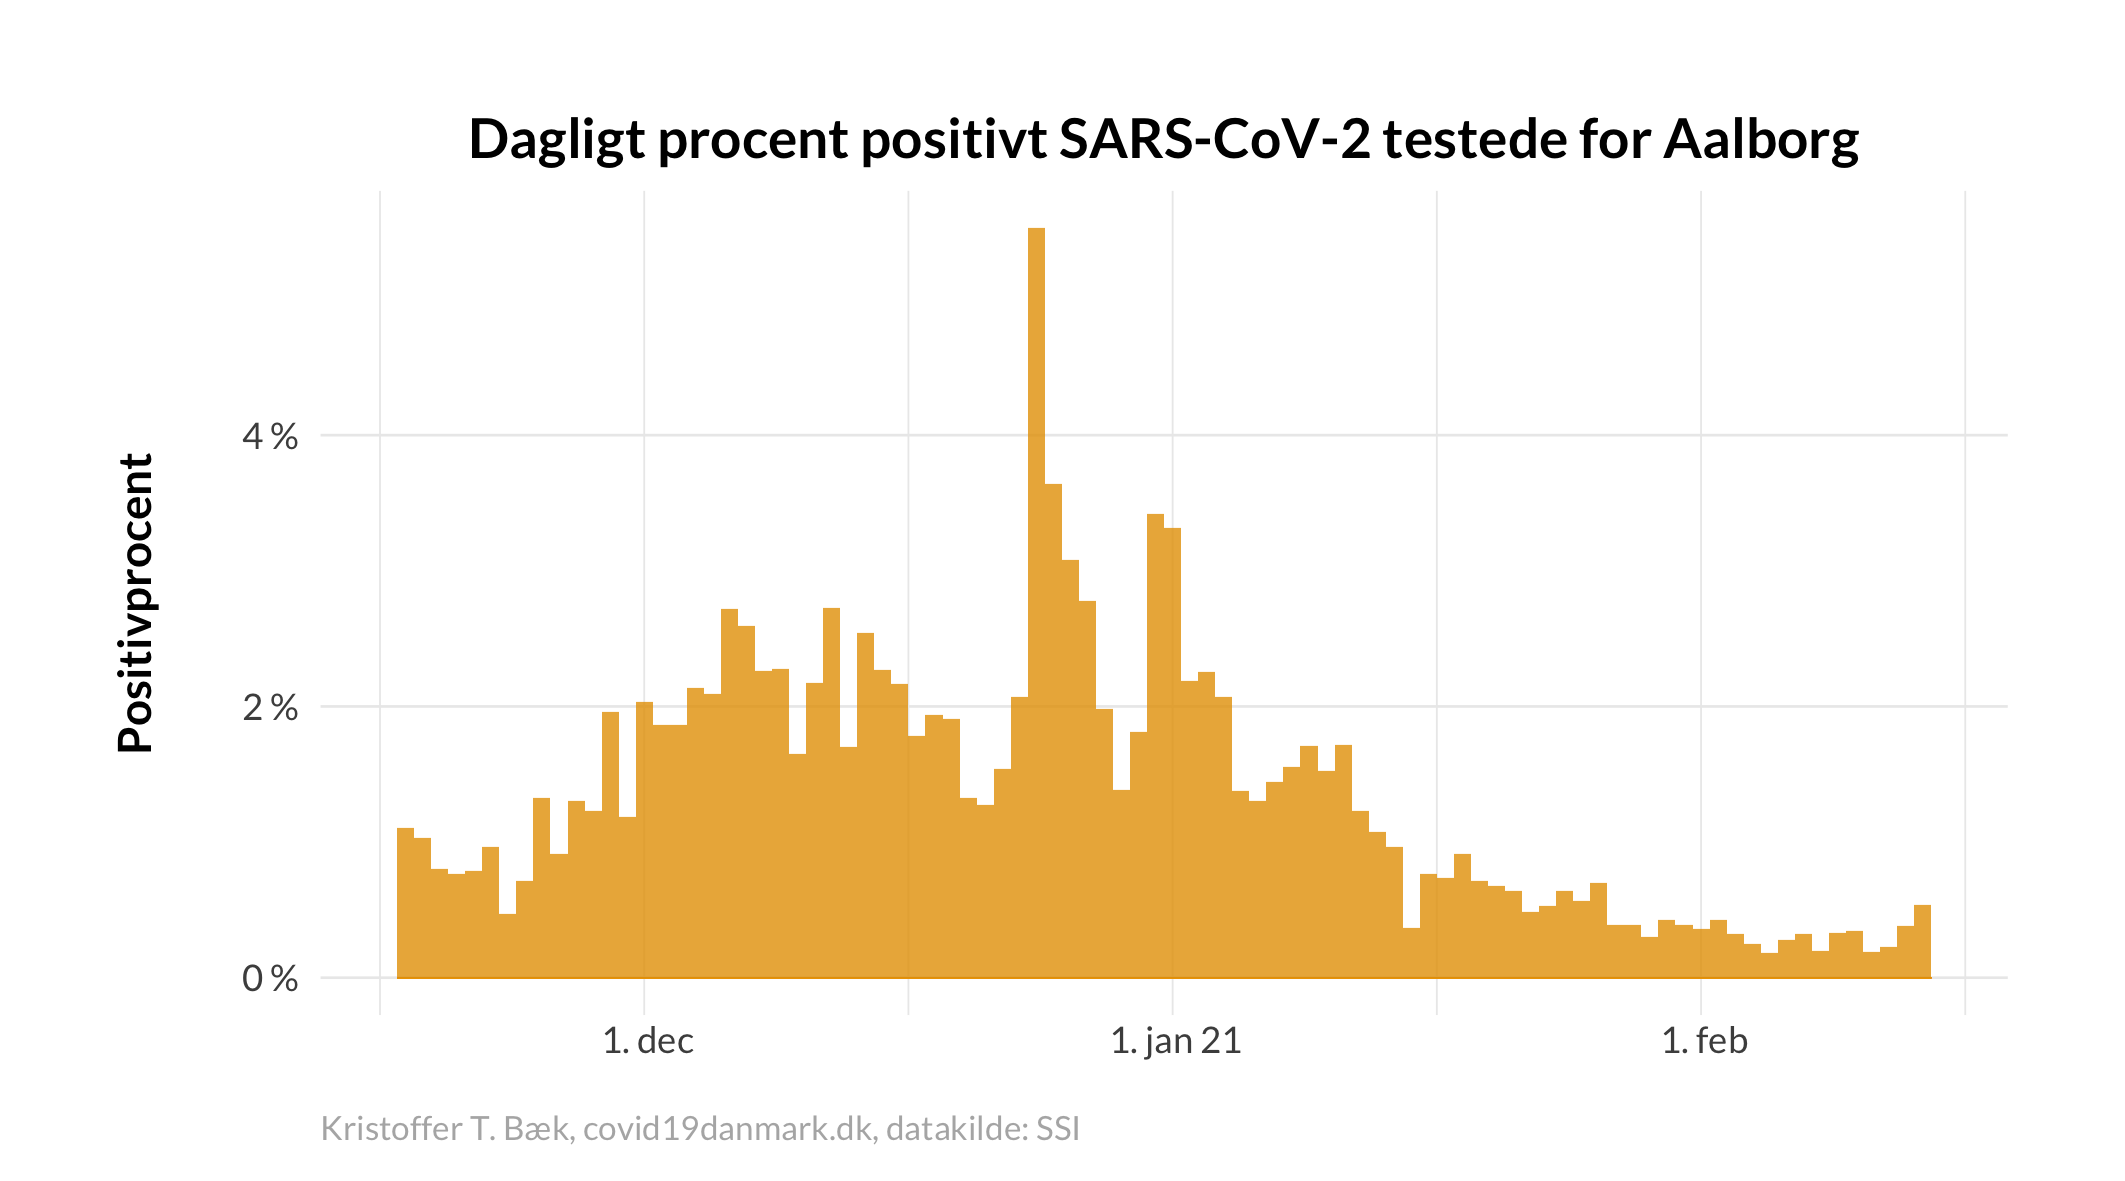 Dagligt procent positivt SARS-CoV-2 testede for Aalborg
Positivprocent
4 %
2 %
0 %
1. dec
1. jan 21
1. feb
Kristoffer T. Bæk, covid19danmark.dk, datakilde: SSI